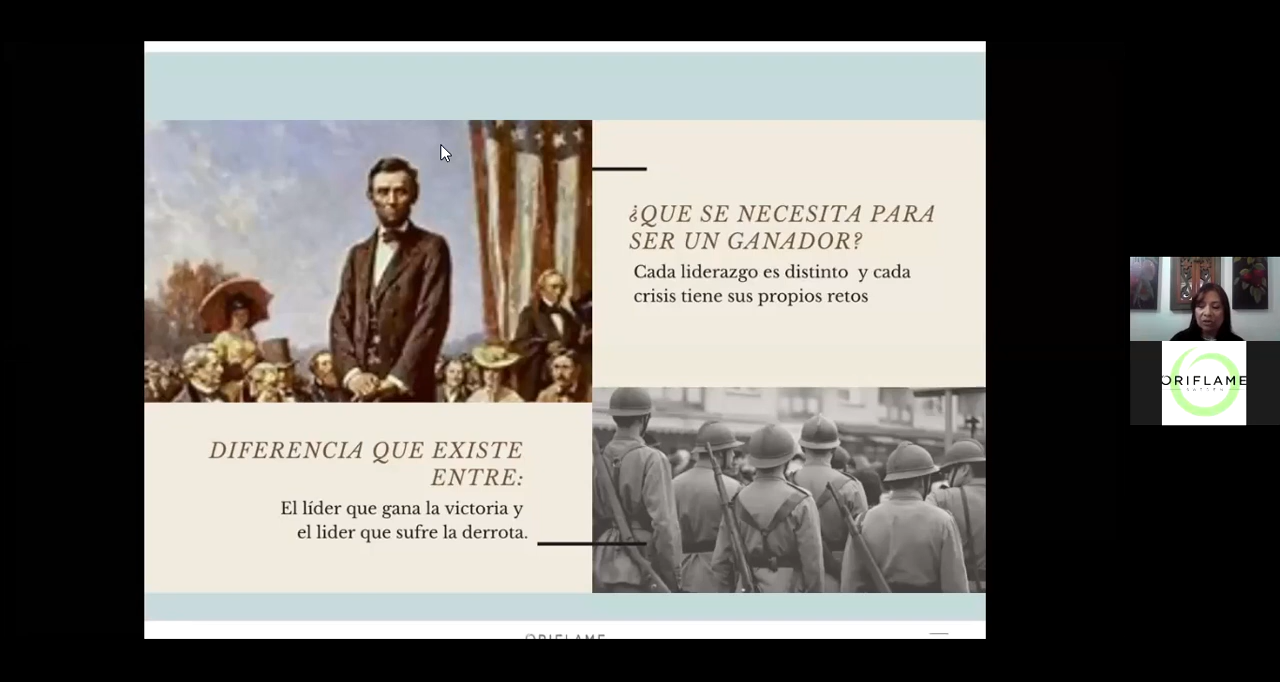 ¿QUE SE NECESITA PARA
SER UN GANADOR?
Cada liderazgo es distinto y cada
crisis tiene sus propios retos
DIFERENCIA QUE EXISTE
ENTRE:
El líder que gana la victoria y
el lider que sufre la derrota.
ORIFLAME
ORIFLAME